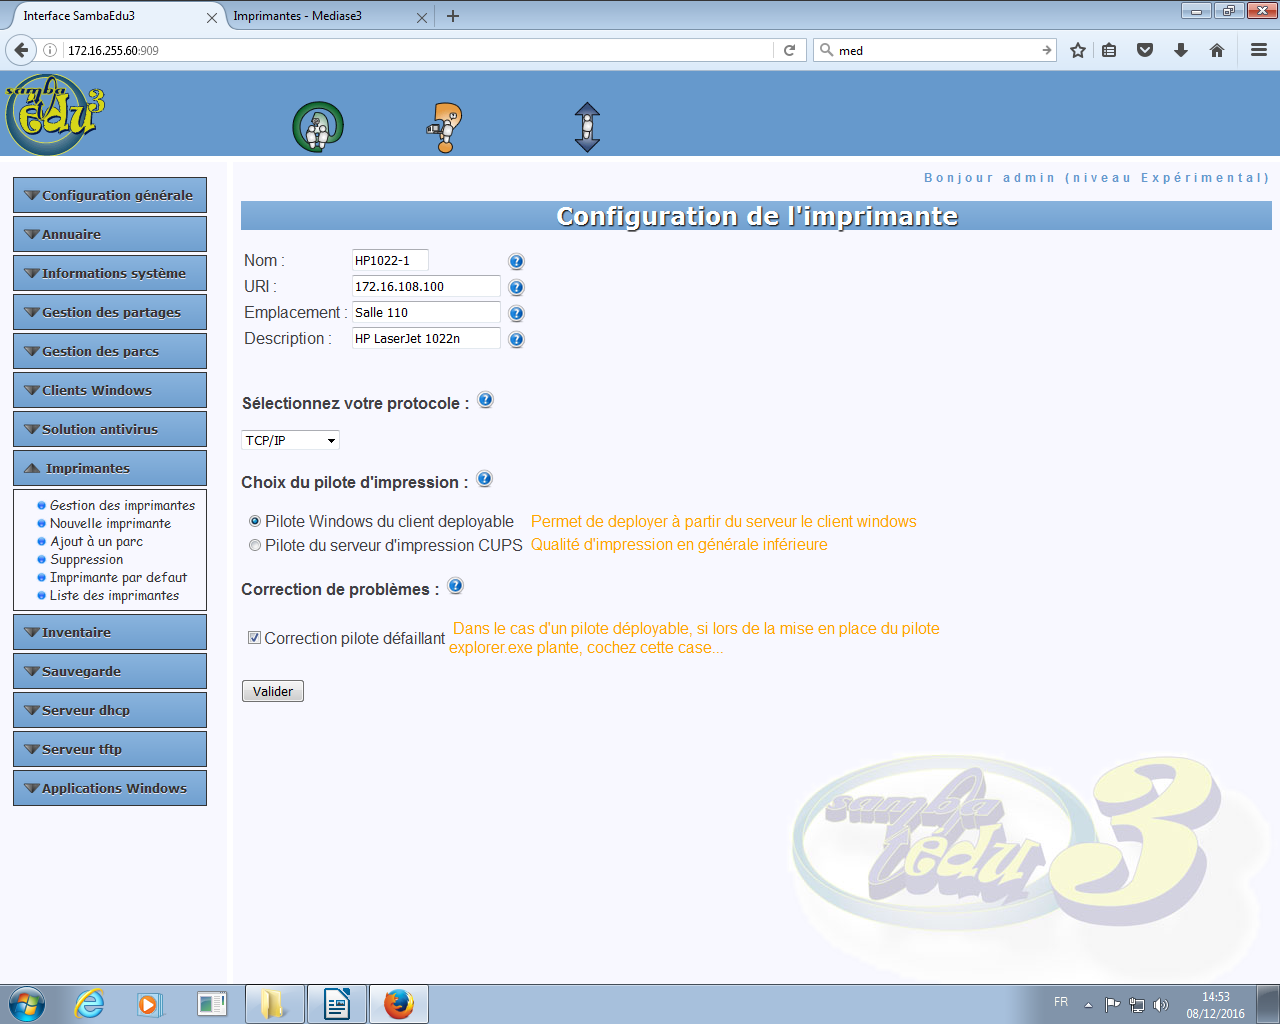 Interface SambaEdu3
Imprimantes - Mediase3
172.16.255.60:909
med
samba edu 3
Bonjour admin (niveau Expérimental)
Configuration générale
Annuaire
Informations système
Gestion des partages
Gestion des parcs
Clients Windows
Solution antivirus
Imprimantes
Gestion des imprimantes
Nouvelle imprimante
Ajout à un parc
Suppression
Imprimante par defaut
Liste des imprimantes
Inventaire
Sauvegarde
Serveur dhcp
Serveur tftp
Applications Windows
Configuration de l'imprimante
Nom : HP1022-1
URI : 172.16.108.100
Emplacement : Salle 110
Description : HP LaserJet 1022n
Sélectionnez votre protocole :
TCP/IP
Choix du pilote d'impression :
Pilote Windows du client deployable Permet de deployer à partir du serveur le client windows
Pilote du serveur d'impression CUPS Qualité d'impression en générale inférieure
Correction de problèmes :
Correction pilote défaillant Dans le cas d'un pilote déployable, si lors de la mise en place du pilote
explorer.exe plante, cochez cette case...
Valider
samba edu 3
FR
14:53
08/12/2016